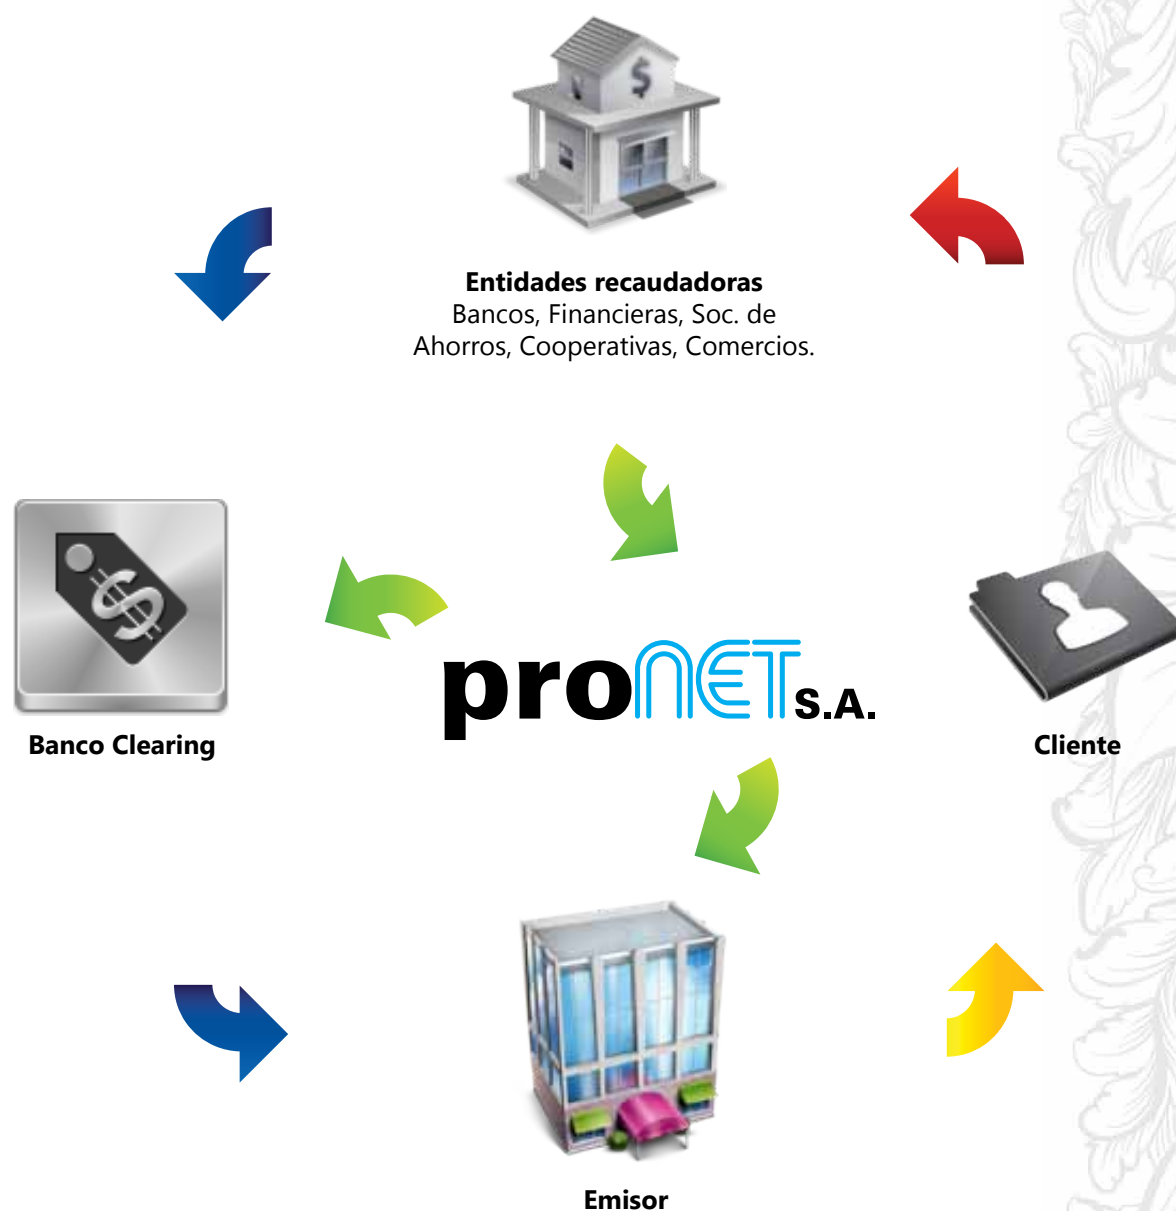 Entidades recaudadoras
Bancos, Financieras, Soc. de
Ahorros, Cooperativas, Comercios.
proNET S.A.
Banco Clearing
Cliente
Emisor